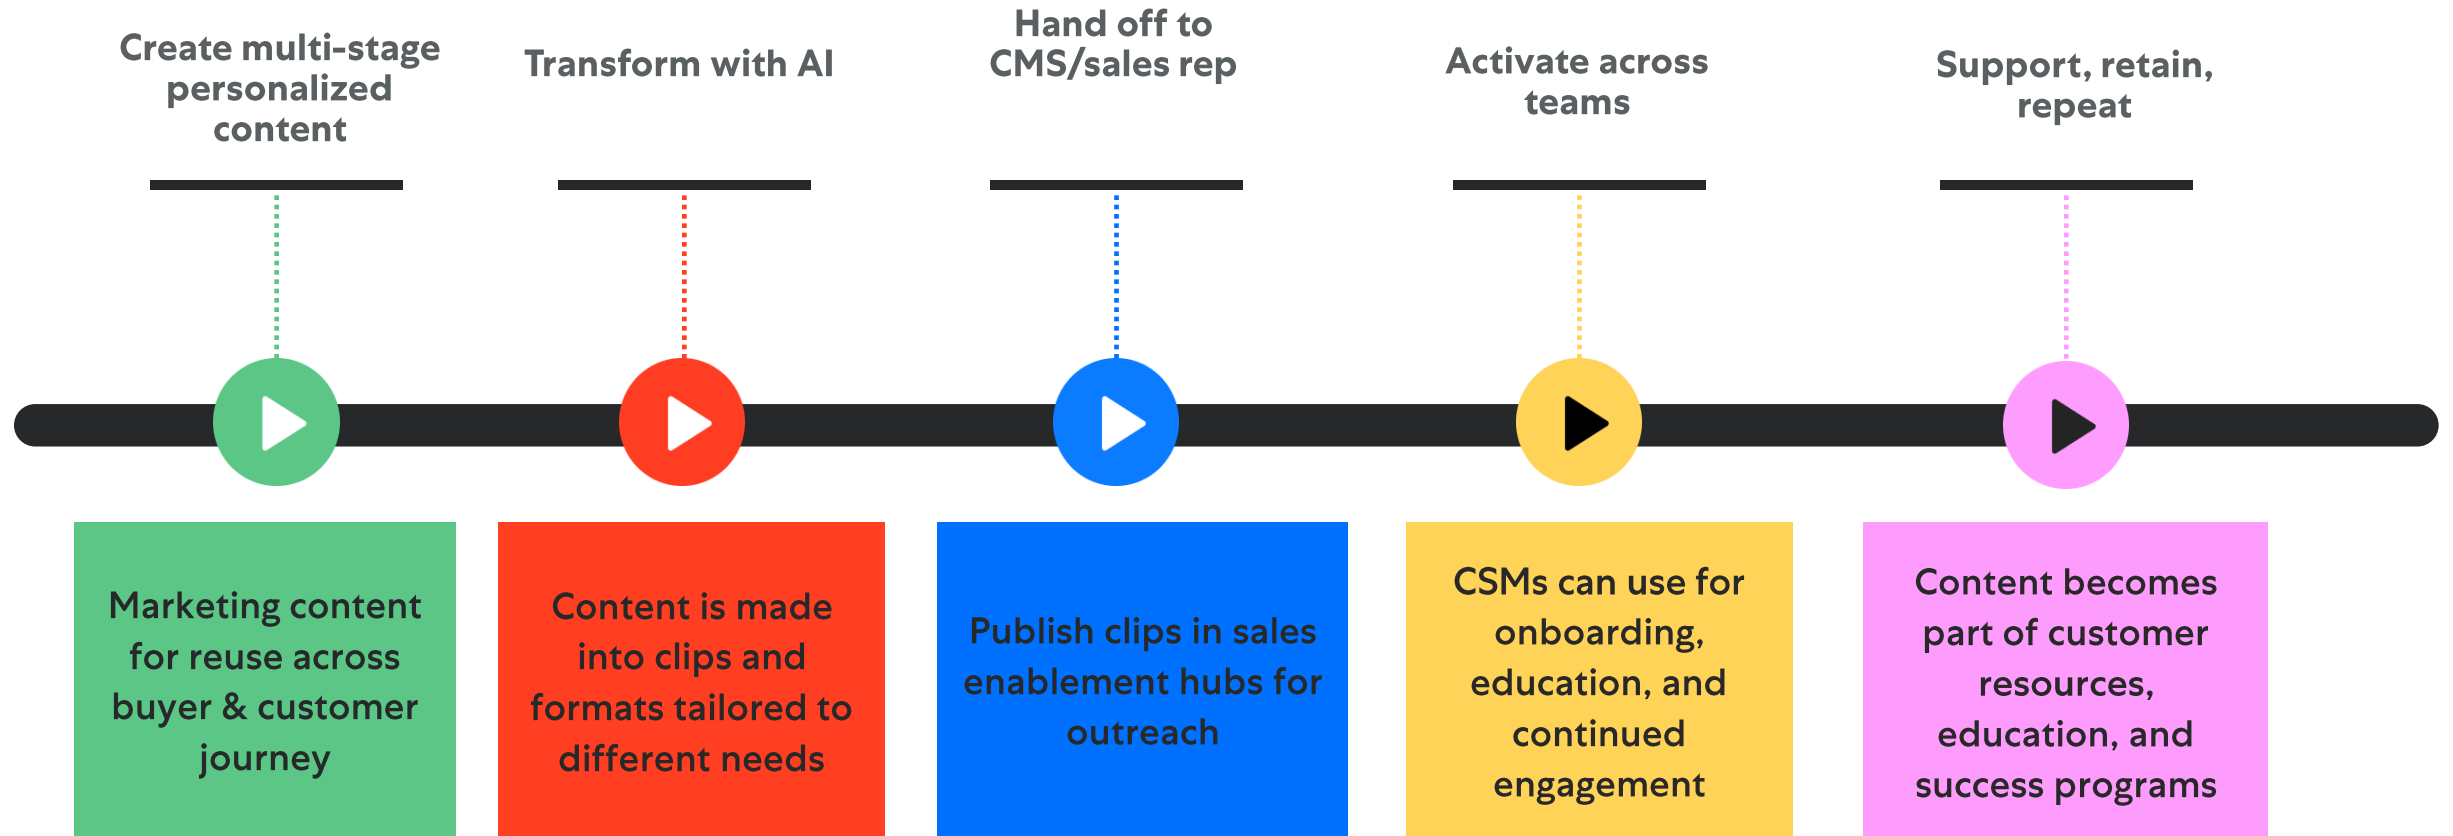 Create multi-stage
personalized
content
Transform with AI
Hand off to
CMS/sales rep
Activate across
teams
Support, retain,
repeat
Marketing content
for reuse across
buyer & customer
journey
Content is made
into clips and
formats tailored to
different needs
Publish clips in sales
enablement hubs for
outreach
CSMs can use for
onboarding,
education, and
continued
engagement
Content becomes
part of customer
resources,
education, and
success programs